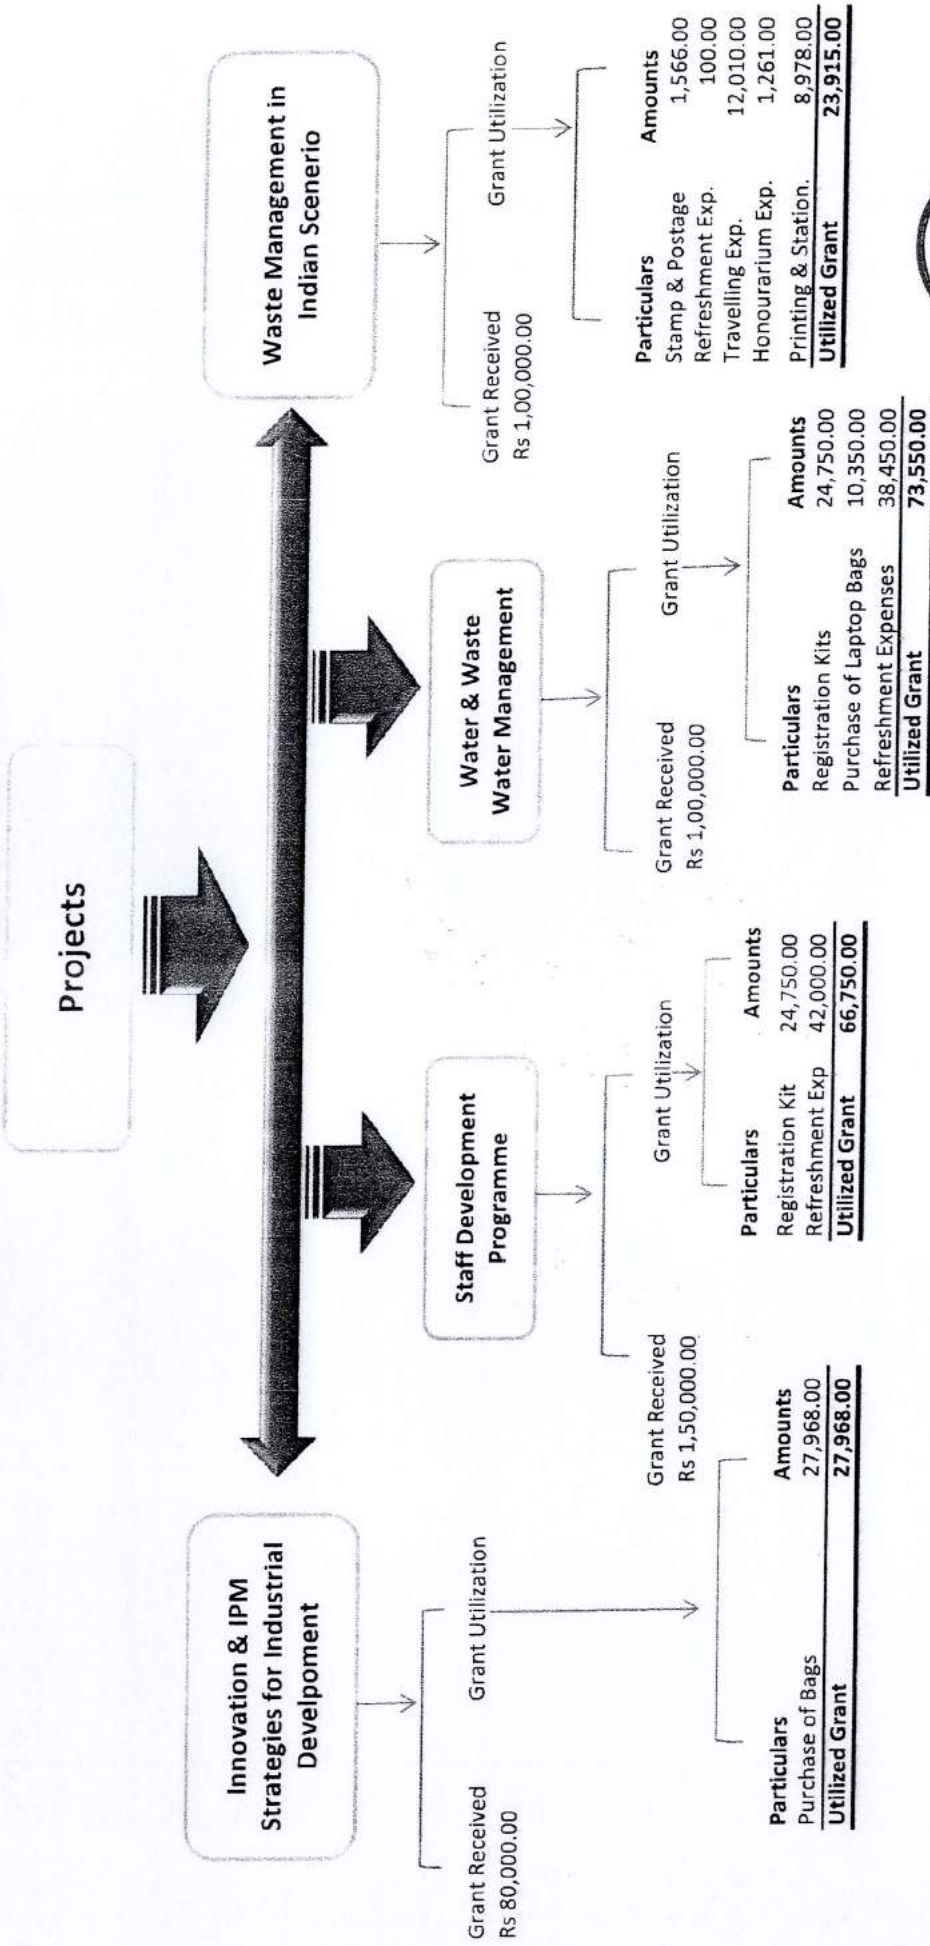 Projects
Innovation & IPM
Strategies for Industrial
Develpoment
Grant Received
Rs 80,000.00
Grant Utilization
Particulars Amounts
Purchase of Bags 27,968.00
Utilized Grant 27,968.00
Staff Development
Programme
Grant Received
Rs 1,50,000.00
Grant Utilization
Particulars Amounts
Registration Kit 24,750.00
Refreshment Exp 42,000.00
Utilized Grant 66,750.00
Water & Waste
Water Management
Grant Received
Rs 1,00,000.00
Grant Utilization
Particulars Amounts
Registration Kits 24,750.00
Purchase of Laptop Bags 10,350.00
Refreshment Expenses 38,450.00
Utilized Grant 73,550.00
Waste Management in
Indian Scenerio
Grant Received
Rs 1,00,000.00
Grant Utilization
Particulars Amounts
Stamp & Postage 1,566.00
Refreshment Exp. 100.00
Travelling Exp. 12,010.00
Honourarium Exp. 1,261.00
Printing & Station. 8,978.00
Utilized Grant 23,915.00